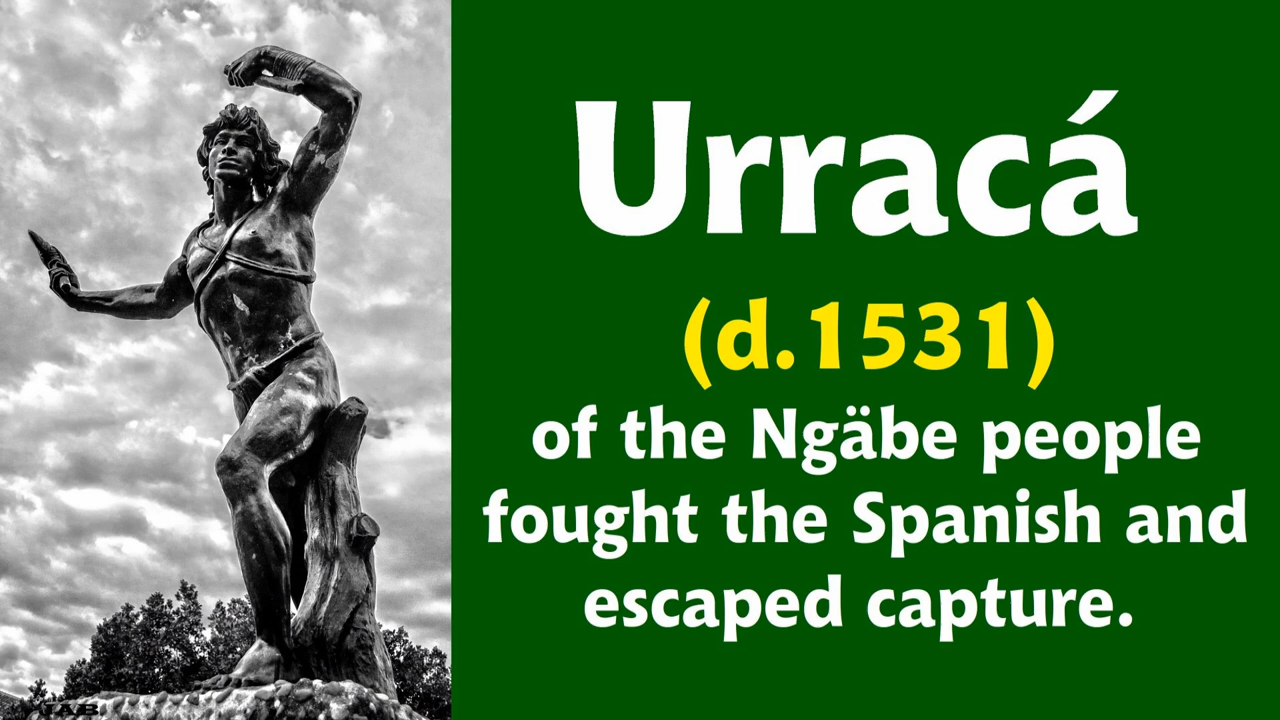 Urracá
(d.1531)
of the Ngäbe people
fought the Spanish and
escaped capture.